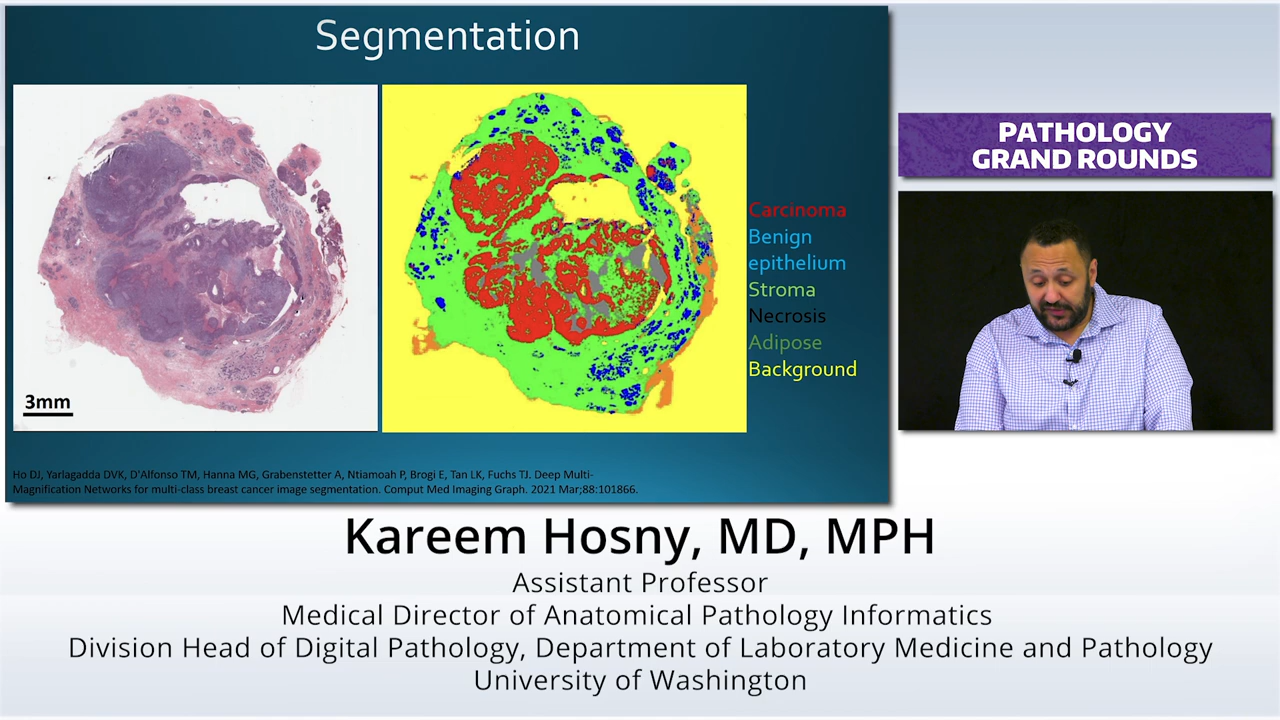 Segmentation
3mm
Carcinoma
Benign
epithelium
Stroma
Necrosis
Adipose
Background
Ho DJ, Yarlagadda DVK, D'Alfonso TM, Hanna MG, Grabenstetter A, Ntiamoah P, Brogi E, Tan LK, Fuchs TJ. Deep Multi-
Magnification Networks for multi-class breast cancer image segmentation. Comput Med Imaging Graph. 2021 Mar;88:101866.
PATHOLOGY
GRAND ROUNDS
Kareem Hosny, MD, MPH
Assistant Professor
Medical Director of Anatomical Pathology Informatics
Division Head of Digital Pathology, Department of Laboratory Medicine and Pathology
University of Washington